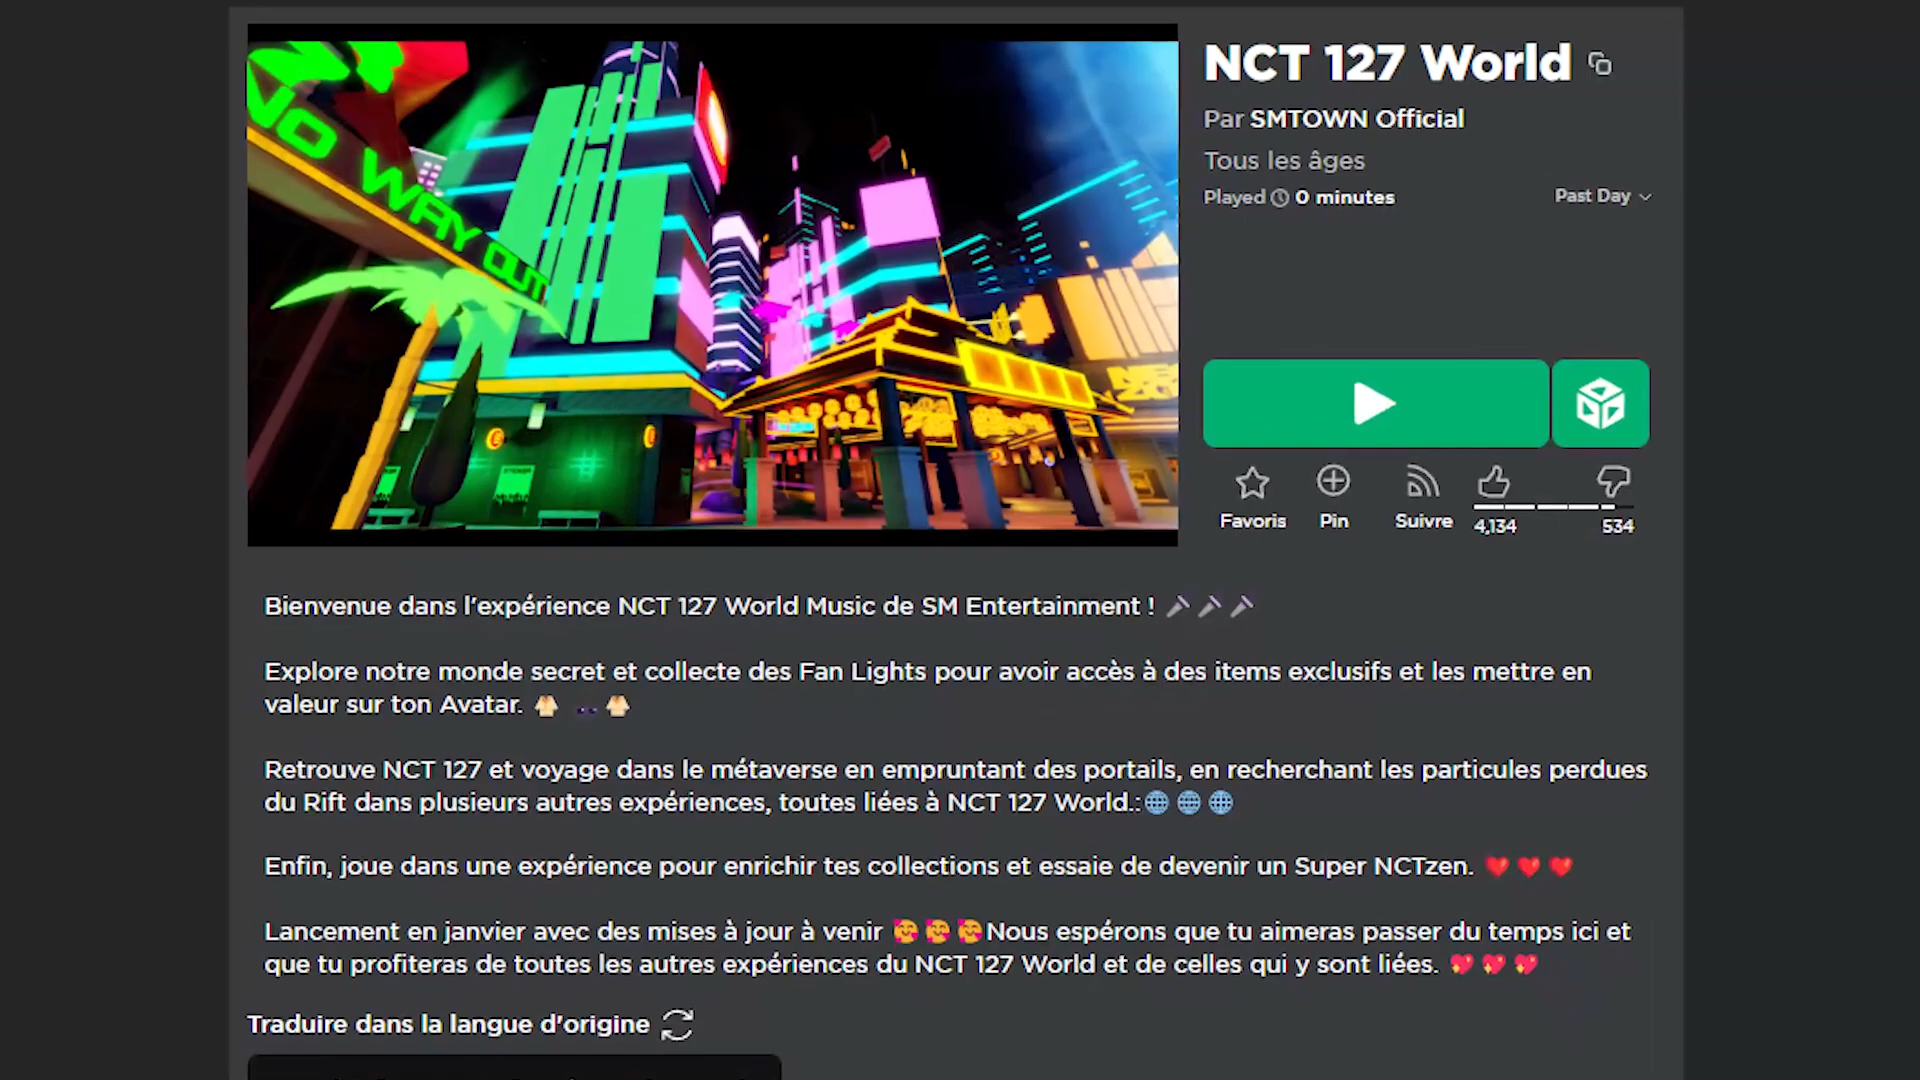 NO WAY OUT
NCT 127 World
Par SMTOWN Official
Tous les âges
Played 0 minutes
Past Day
Favoris
Pin
Suivre
4,134
534
Bienvenue dans l'expérience NCT 127 World Music de SM Entertainment ! 🎤🎤🎤
Explore notre monde secret et collecte des Fan Lights pour avoir accès à des items exclusifs et les mettre en
valeur sur ton Avatar.
Retrouve NCT 127 et voyage dans le métaverse en empruntant des portails, en recherchant les particules perdues
du Rift dans plusieurs autres expériences, toutes liées à NCT 127 World.:🌐🌐🌐
Enfin, joue dans une expérience pour enrichir tes collections et essaie de devenir un Super NCTzen. ❤️❤️❤️
Lancement en janvier avec des mises à jour à venir 🥰🥰🥰Nous espérons que tu aimeras passer du temps ici et
que tu profiteras de toutes les autres expériences du NCT 127 World et de celles qui y sont liées. 💖💖💖
Traduire dans la langue d'origine